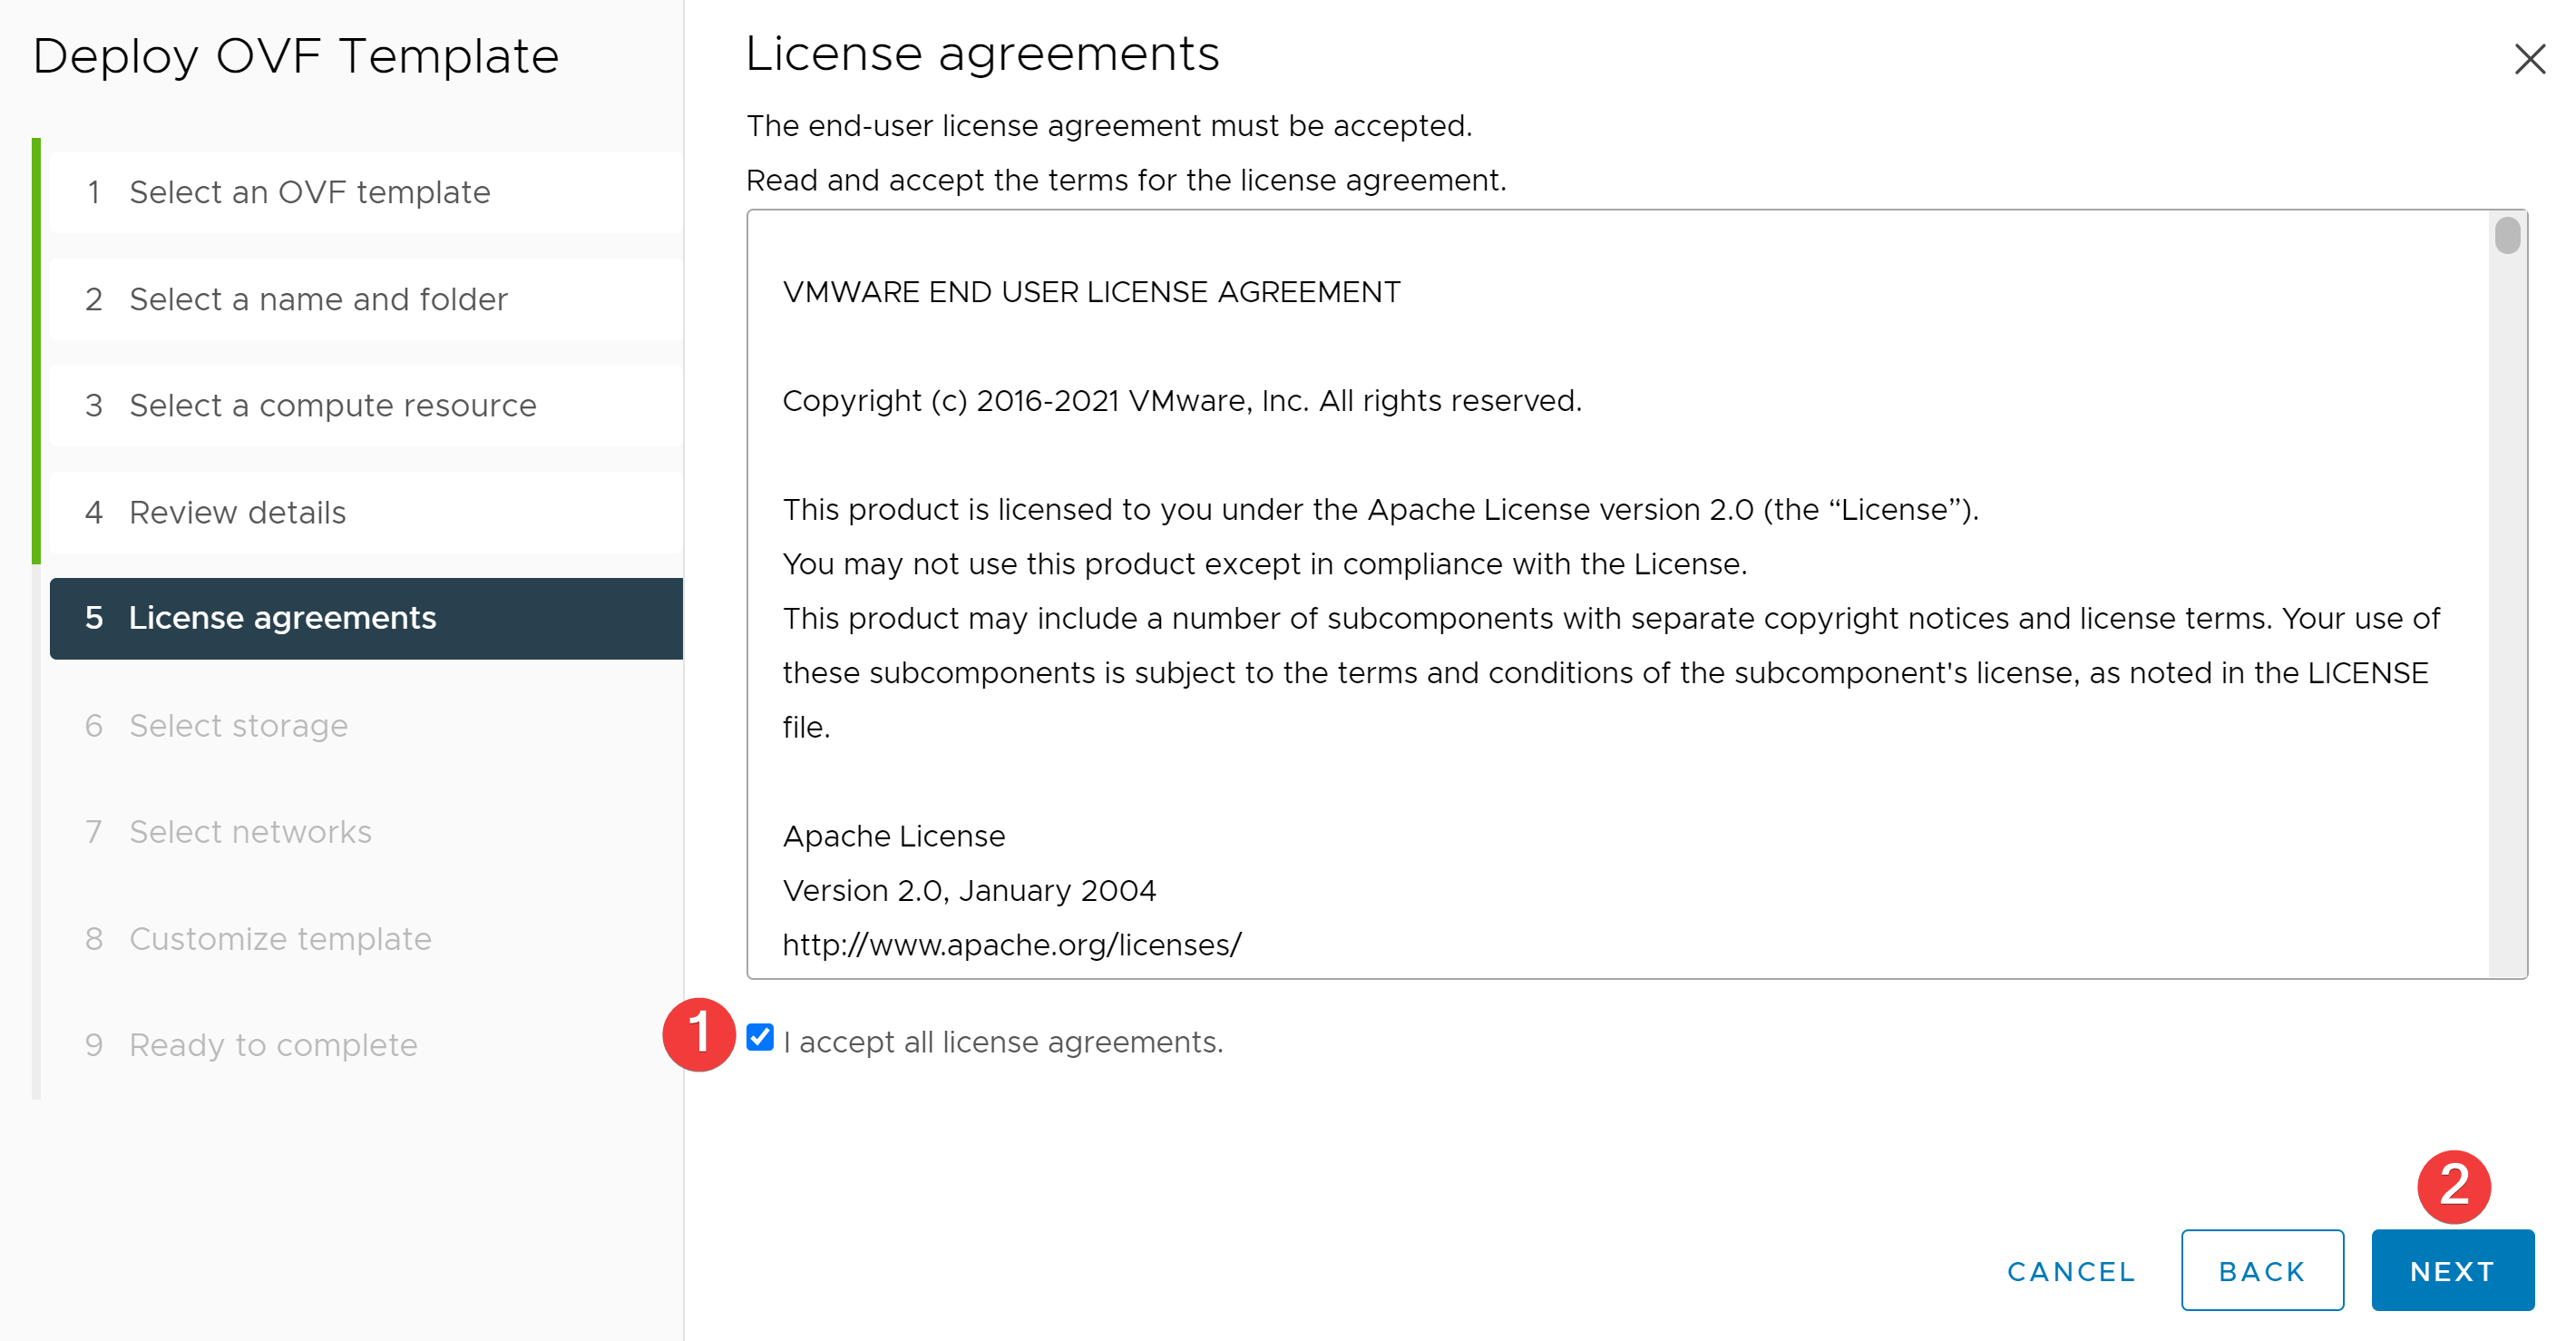 Deploy OVF Template
1 Select an OVF template
2 Select a name and folder
3 Select a compute resource
4 Review details
5 License agreements
6 Select storage
7 Select networks
8 Customize template
9 Ready to complete
License agreements
The end-user license agreement must be accepted.
Read and accept the terms for the license agreement.
VMWARE END USER LICENSE AGREEMENT
Copyright (c) 2016-2021 VMware, Inc. All rights reserved.
This product is licensed to you under the Apache License version 2.0 (the “License”).
You may not use this product except in compliance with the License.
This product may include a number of subcomponents with separate copyright notices and license terms. Your use of
these subcomponents is subject to the terms and conditions of the subcomponent's license, as noted in the LICENSE
file.
Apache License
Version 2.0, January 2004
http://www.apache.org/licenses/
1 I accept all license agreements.
2
CANCEL BACK NEXT